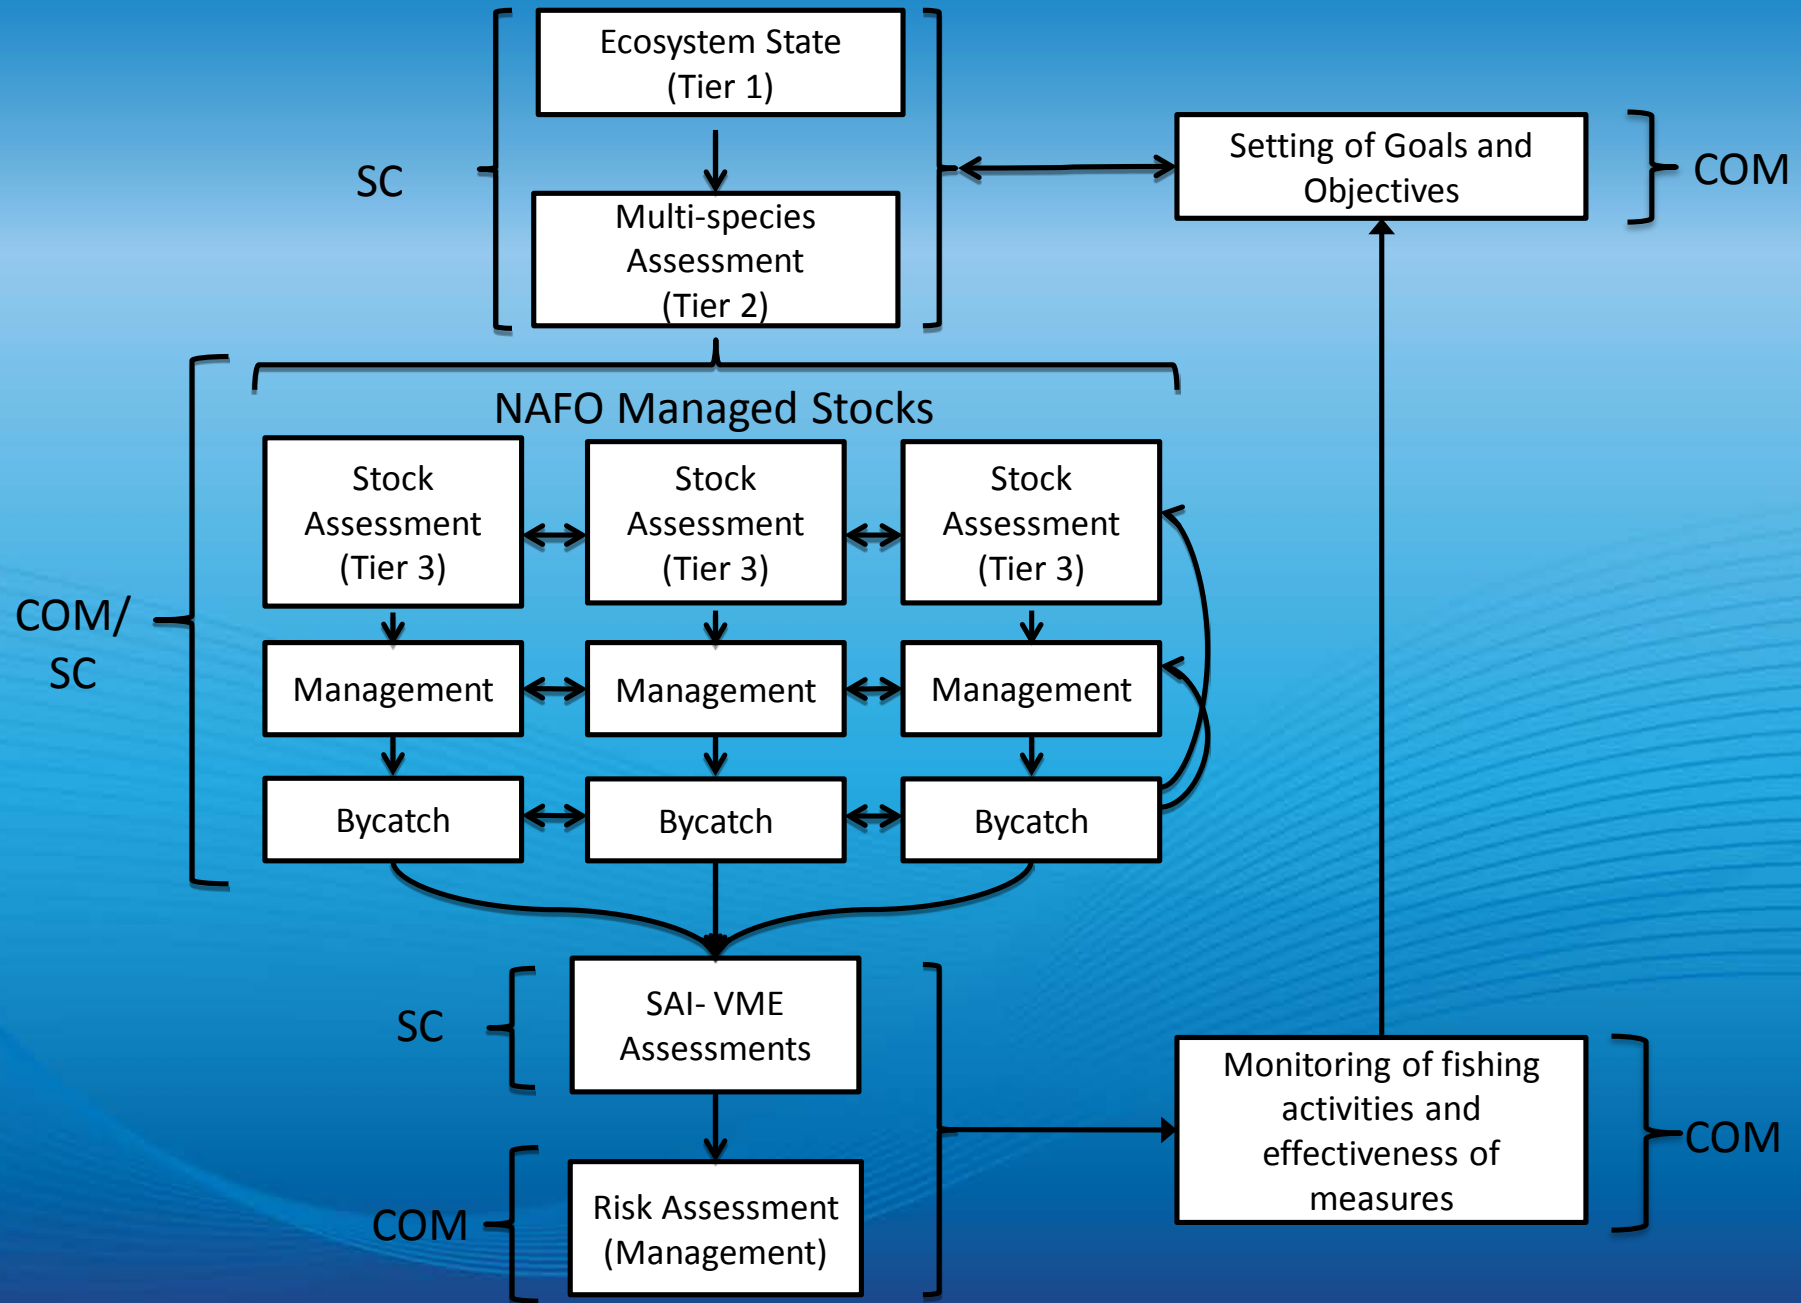 Ecosystem State
(Tier 1)
SC
Multi-species
Assessment
(Tier 2)
Setting of Goals and
Objectives
COM
NAFO Managed Stocks
Stock
Assessment
(Tier 3)
Stock
Assessment
(Tier 3)
Stock
Assessment
(Tier 3)
COM/
SC
Management
Management
Management
Bycatch
Bycatch
Bycatch
SC
SAI- VME
Assessments
COM
Risk Assessment
(Management)
Monitoring of fishing
activities and
effectiveness of
measures
COM